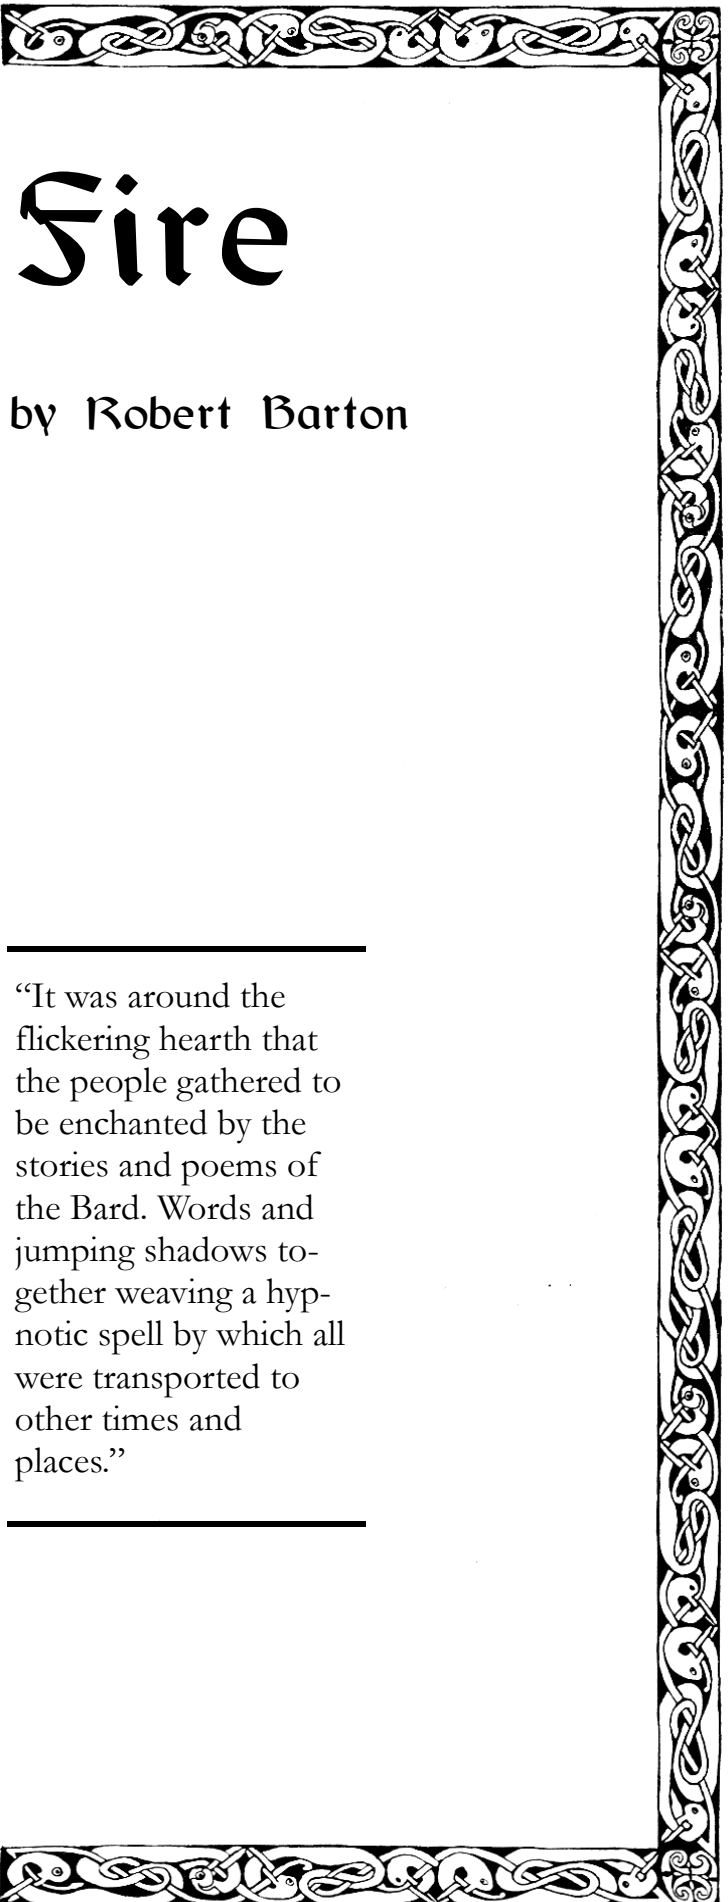 Fire
by Robert Barton
“It was around the
flickering hearth that
the people gathered to
be enchanted by the
stories and poems of
the Bard. Words and
jumping shadows to-
gether weaving a hyp-
notic spell by which all
were transported to
other times and
places.”